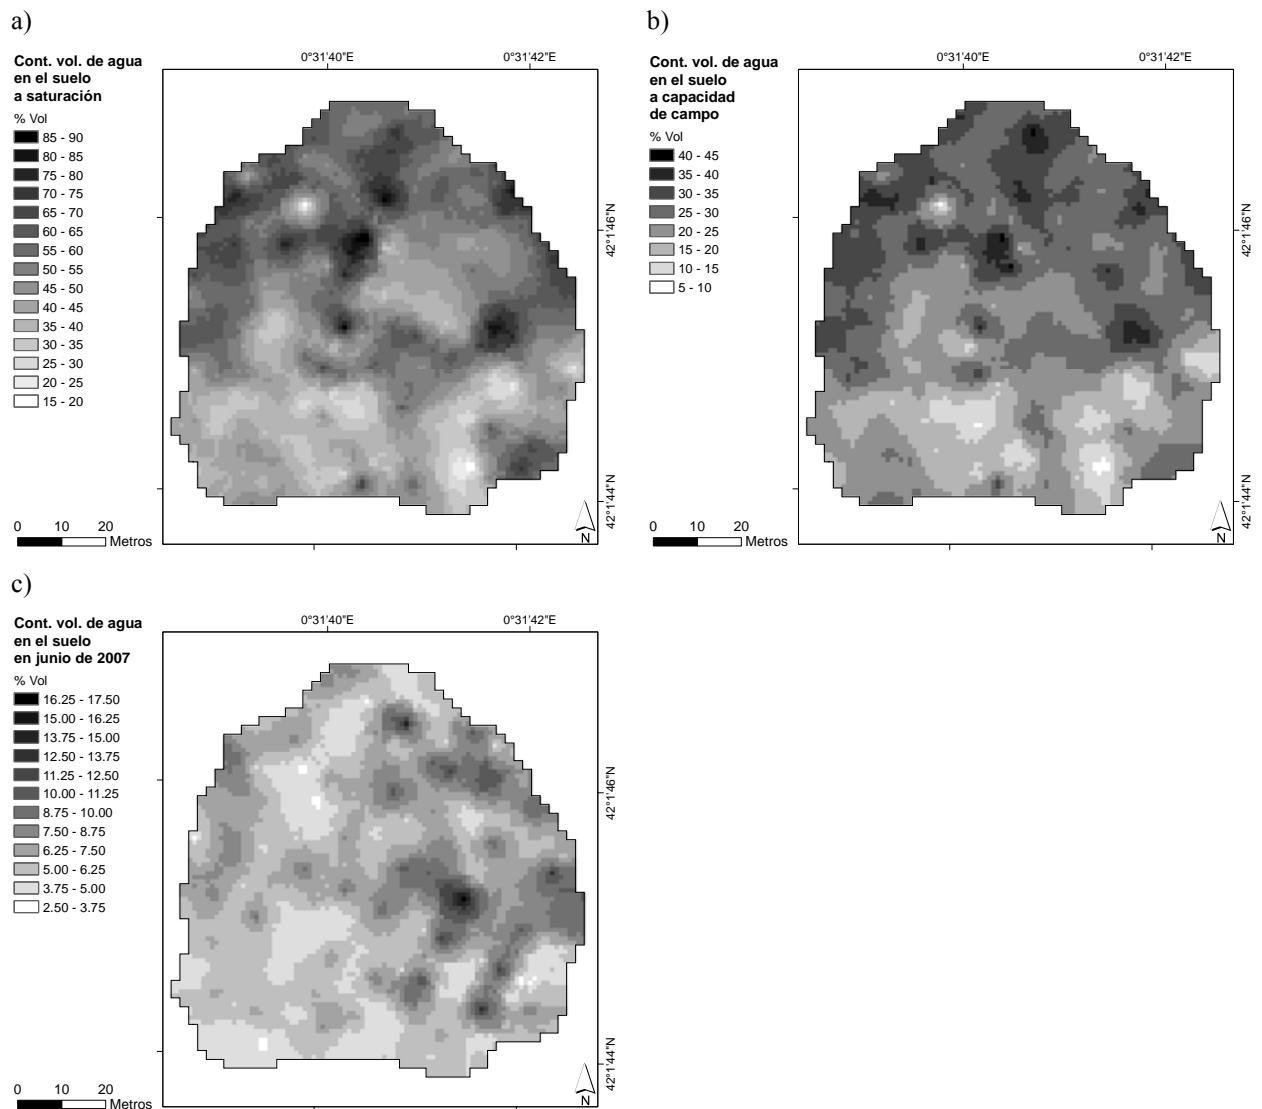 a)
Cont. vol. de agua
en el suelo
a saturación
% Vol
85 - 90
80 - 85
75 - 80
70 - 75
65 - 70
60 - 65
55 - 60
50 - 55
45 - 50
40 - 45
35 - 40
30 - 35
25 - 30
20 - 25
15 - 20
0°31'40"E
0°31'42"E
42°1'46"N
42°1'44"N
0 10 20
Metros
N
b)
Cont. vol. de agua
en el suelo
a capacidad
de campo
% Vol
40 - 45
35 - 40
30 - 35
25 - 30
20 - 25
15 - 20
10 - 15
5 - 10
0°31'40"E
0°31'42"E
42°1'46"N
42°1'44"N
0 10 20
Metros
N
c)
Cont. vol. de agua
en el suelo
en junio de 2007
% Vol
16.25 - 17.50
15.00 - 16.25
13.75 - 15.00
12.50 - 13.75
11.25 - 12.50
10.00 - 11.25
8.75 - 10.00
7.50 - 8.75
6.25 - 7.50
5.00 - 6.25
3.75 - 5.00
2.50 - 3.75
0°31'40"E
0°31'42"E
42°1'46"N
42°1'44"N
0 10 20
Metros
N